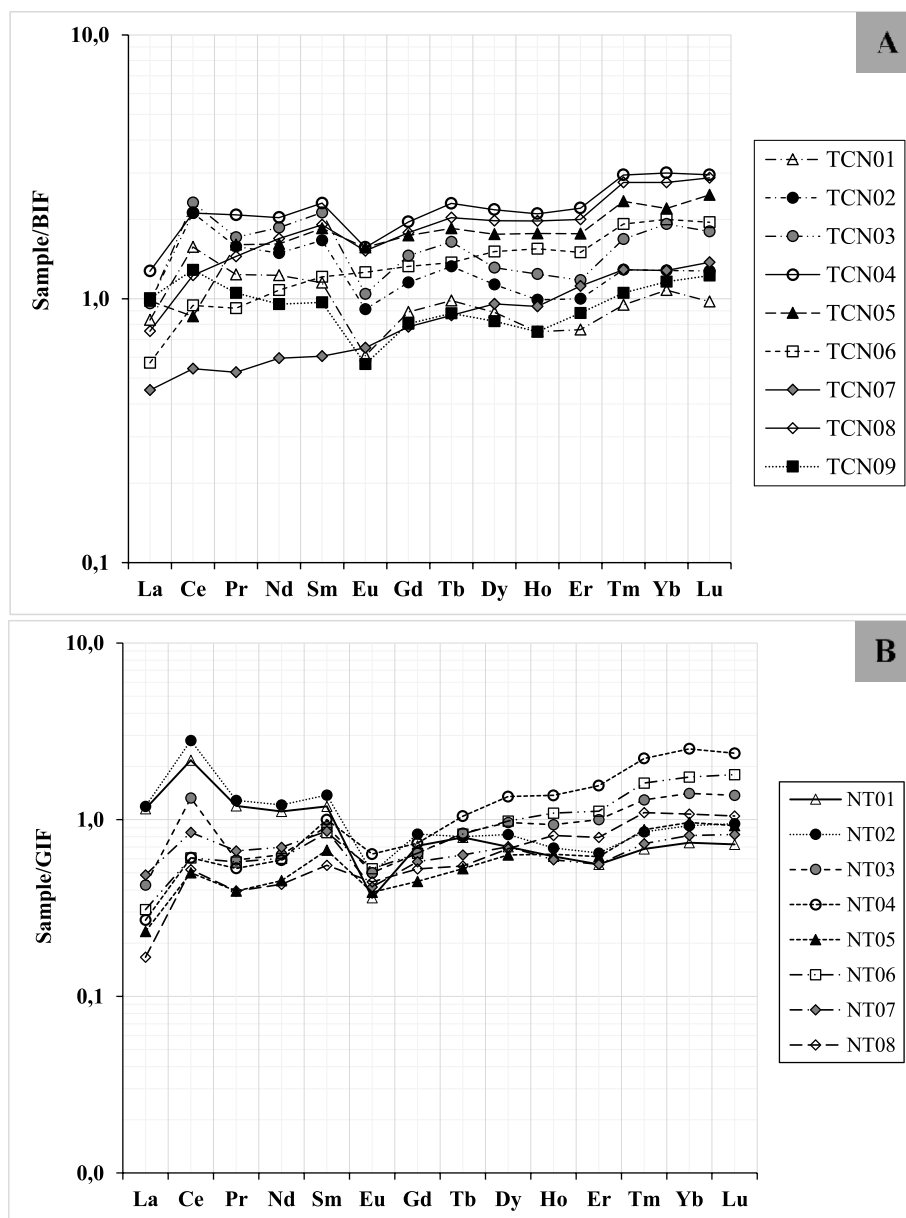 A
10,0
1,0
0,1
Sample/BIF
La Ce Pr Nd Sm Eu Gd Tb Dy Ho Er Tm Yb Lu
TCN01
TCN02
TCN03
TCN04
TCN05
TCN06
TCN07
TCN08
TCN09
B
10,0
1,0
0,1
0,0
Sample/GIF
La Ce Pr Nd Sm Eu Gd Tb Dy Ho Er Tm Yb Lu
NT01
NT02
NT03
NT04
NT05
NT06
NT07
NT08